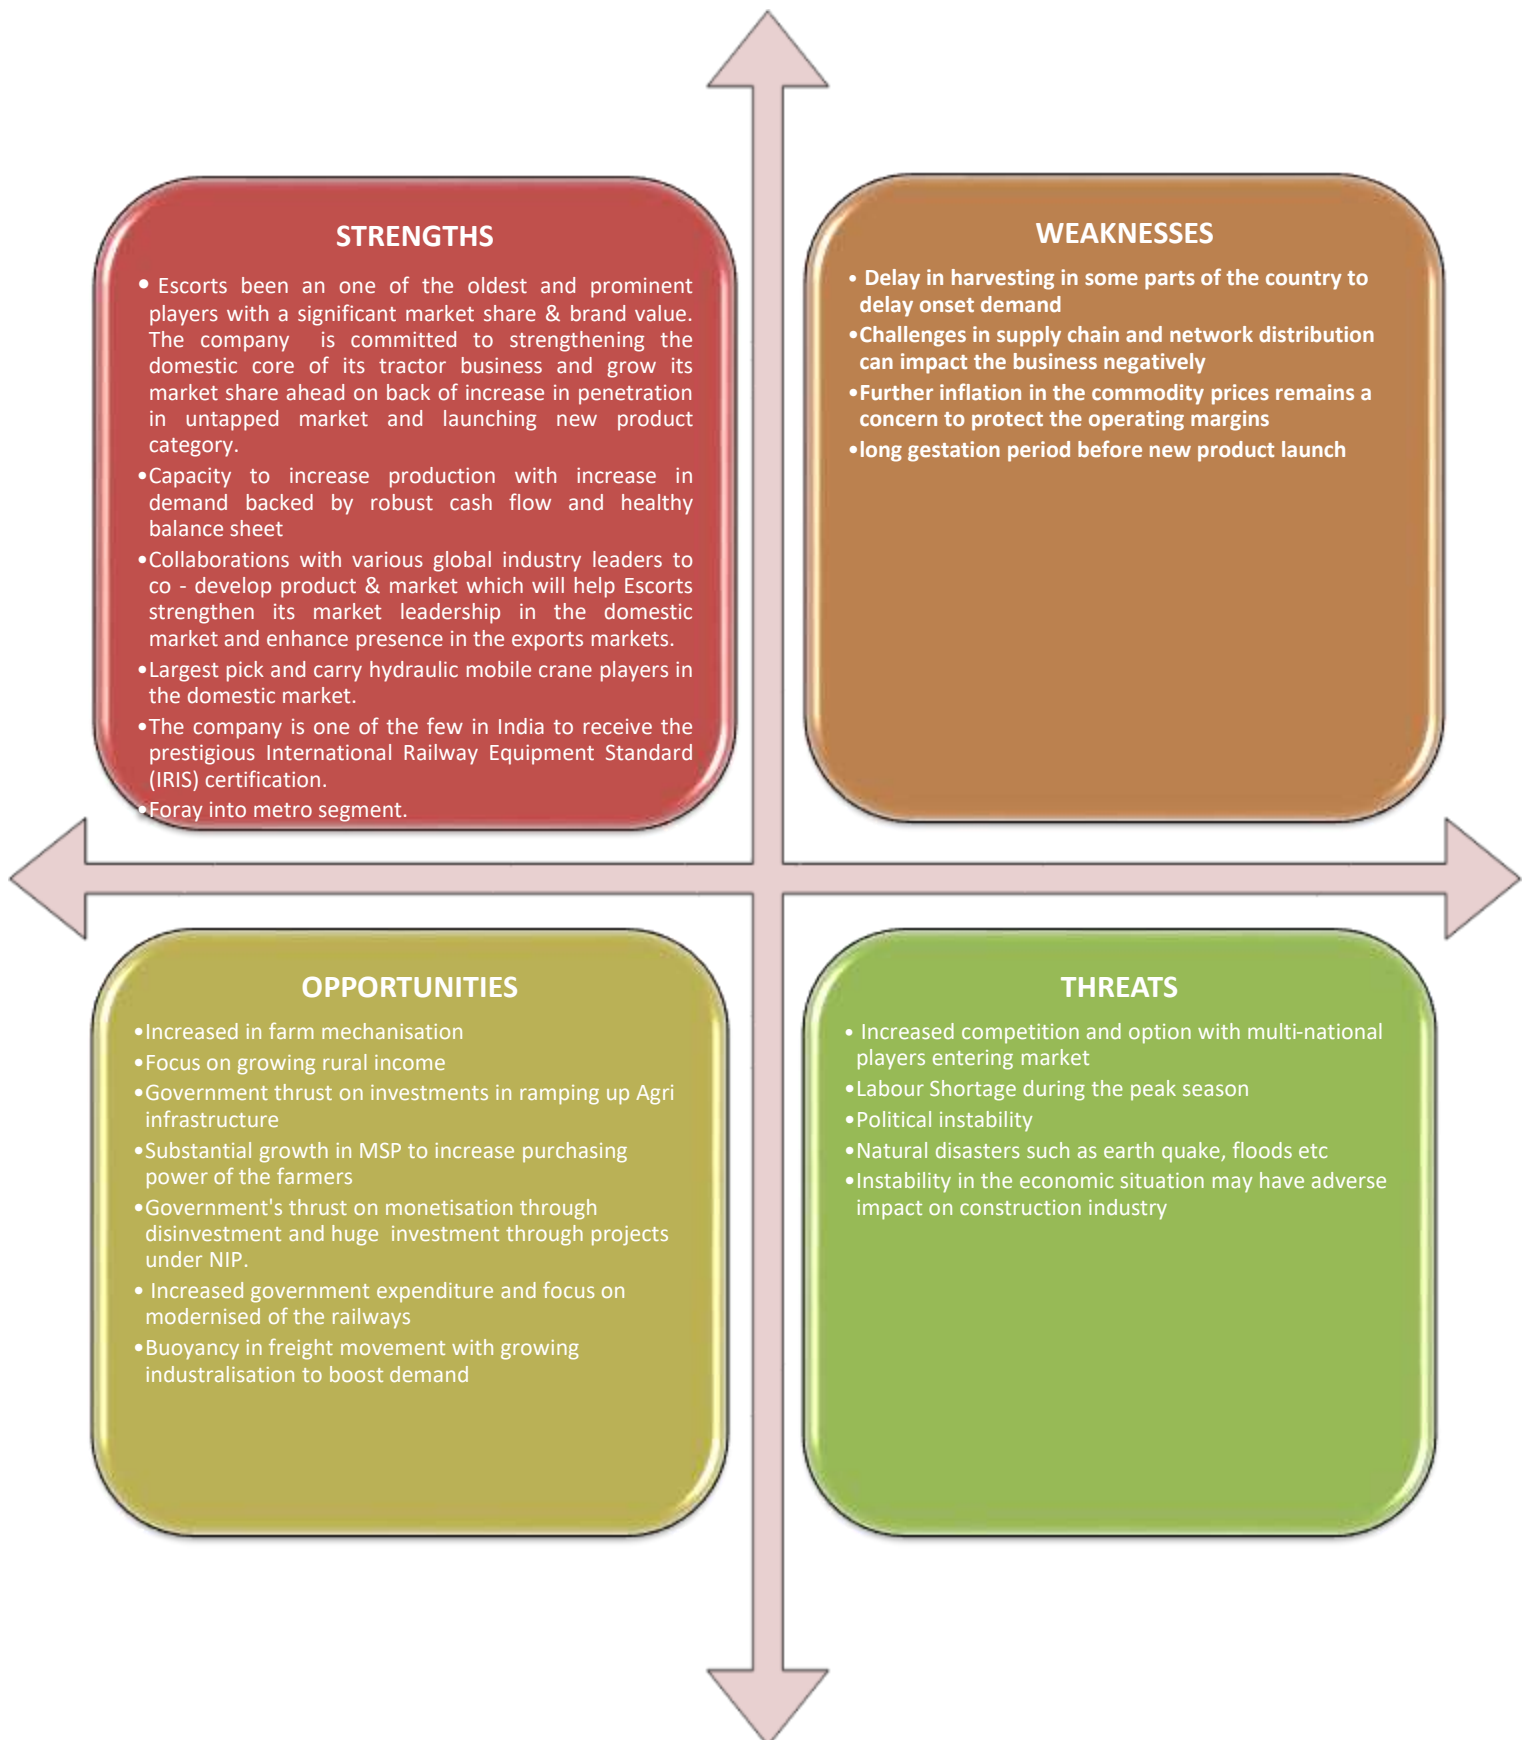 STRENGTHS
• Escorts been an one of the oldest and prominent
players with a significant market share & brand value.
The company is committed to strengthening the
domestic core of its tractor business and grow its
market share ahead on back of increase in penetration
in untapped market and launching new product
category.
•Capacity to increase production with increase in
demand backed by robust cash flow and healthy
balance sheet
•Collaborations with various global industry leaders to
co - develop product & market which will help Escorts
strengthen its market leadership in the domestic
market and enhance presence in the exports markets.
•Largest pick and carry hydraulic mobile crane players in
the domestic market.
•The company is one of the few in India to receive the
prestigious International Railway Equipment Standard
(IRIS) certification.
•Foray into metro segment.
WEAKNESSES
• Delay in harvesting in some parts of the country to
delay onset demand
•Challenges in supply chain and network distribution
can impact the business negatively
•Further inflation in the commodity prices remains a
concern to protect the operating margins
•long gestation period before new product launch
OPPORTUNITIES
•Increased in farm mechanisation
•Focus on growing rural income
•Government thrust on investments in ramping up Agri
infrastructure
•Substantial growth in MSP to increase purchasing
power of the farmers
•Government's thrust on monetisation through
disinvestment and huge investment through projects
under NIP.
• Increased government expenditure and focus on
modernised of the railways
•Buoyancy in freight movement with growing
industralisation to boost demand
THREATS
• Increased competition and option with multi-national
players entering market
•Labour Shortage during the peak season
•Political instability
•Natural disasters such as earth quake, floods etc
•Instability in the economic situation may have adverse
impact on construction industry